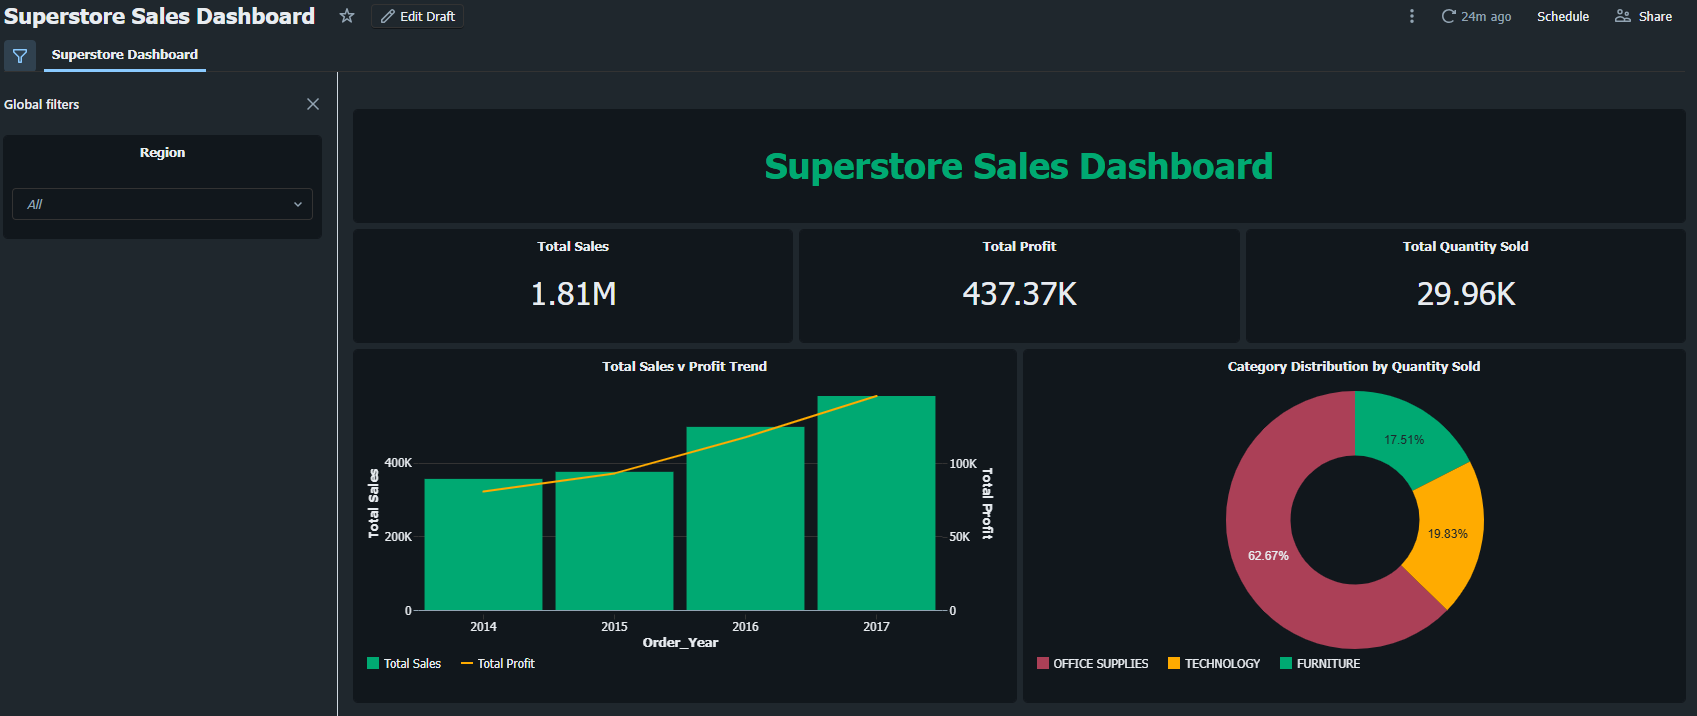 Superstore Sales Dashboard
Edit Draft
24m ago
Schedule
Share
Superstore Dashboard
Global filters
Region
All
Superstore Sales Dashboard
Total Sales
1.81M
Total Profit
437.37K
Total Quantity Sold
29.96K
Total Sales v Profit Trend
Total Sales
400K
200K
0
100K
50K
0
Total Profit
2014
2015
2016
2017
Order_Year
Total Sales
Total Profit
Category Distribution by Quantity Sold
17.51%
19.83%
62.67%
OFFICE SUPPLIES
TECHNOLOGY
FURNITURE